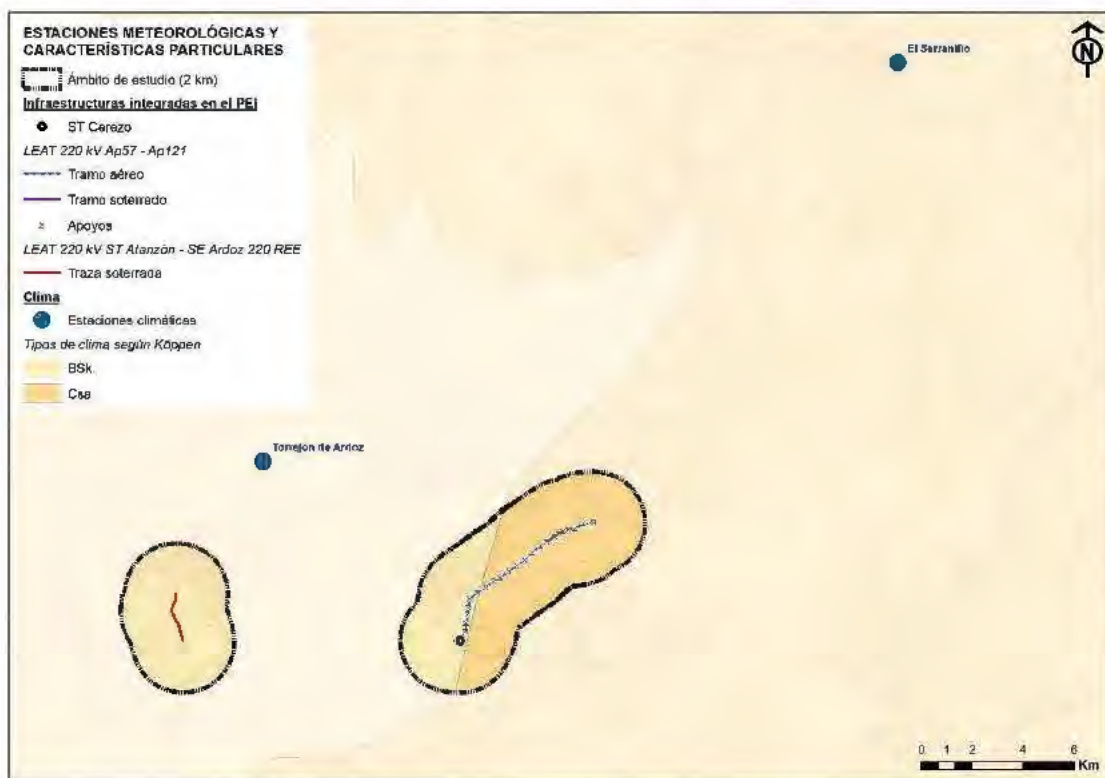 ESTACIONES METEOROLÓGICAS Y
CARACTERÍSTICAS PARTICULARES
Ámbito de estudio (2 km)
Infraestructuras integradas en el PEI
ST Cerezo
LEAT 220 kV Ap57 - Ap121
Tramo aéreo
Tramo soterrado
Apoyos
LEAT 220 kV ST Atanzón - SE Ardoz 220 REE
Traza soterrada
Clima
Estaciones climáticas
Tipos de clima según Köppen
BSk
Csa
El Serranillo
N
Torrejón de Ardoz
0 1 2 4 6
Km